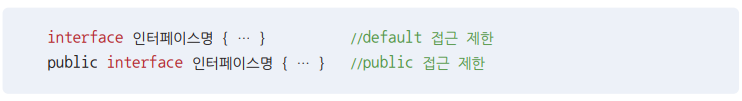 interface 인터페이스명 { … } //default 접근 제한
public interface 인터페이스명 { … } //public 접근 제한